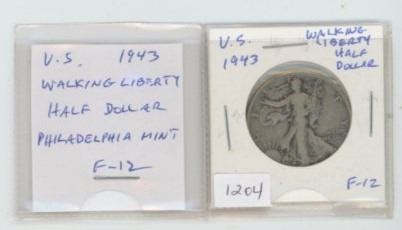 U.S. 1943
WALKING LIBERTY
HALF DOLLAR
PHILADELPHIA MINT
F-12
U.S.
1943
WALKING
LIBERTY
HALF
DOLLAR
1204
F-12